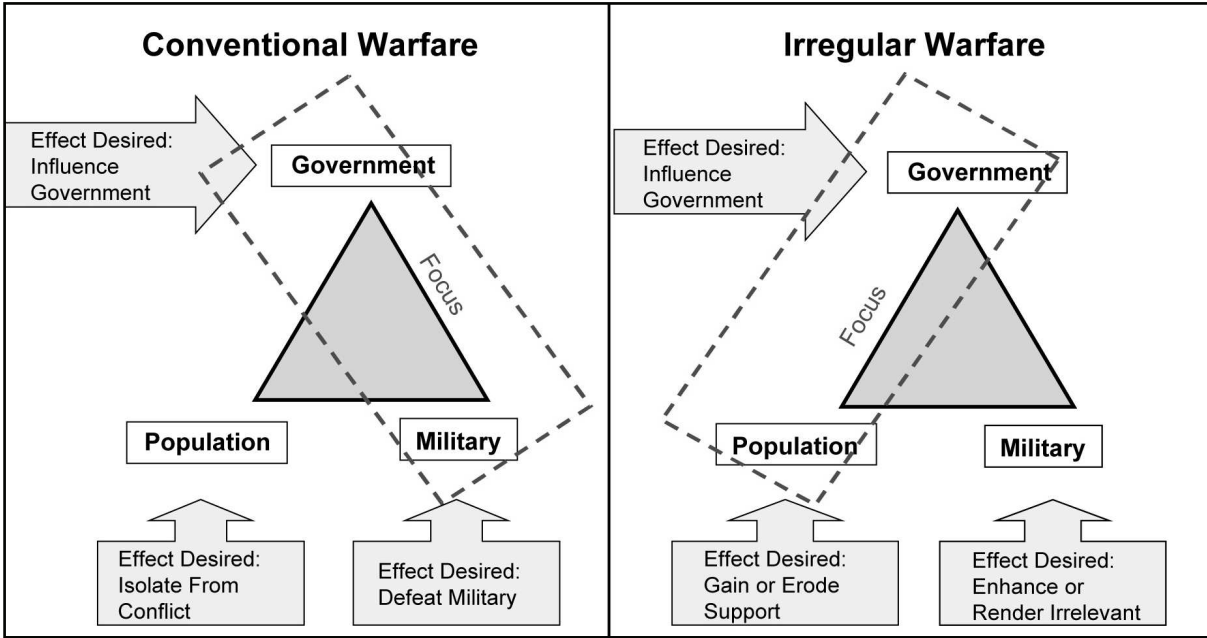 Conventional Warfare
Effect Desired:
Influence
Government
Government
Focus
Population
Military
Effect Desired:
Isolate From
Conflict
Effect Desired:
Defeat Military
Irregular Warfare
Effect Desired:
Influence
Government
Government
Focus
Population
Military
Effect Desired:
Gain or Erode
Support
Effect Desired:
Enhance or
Render Irrelevant